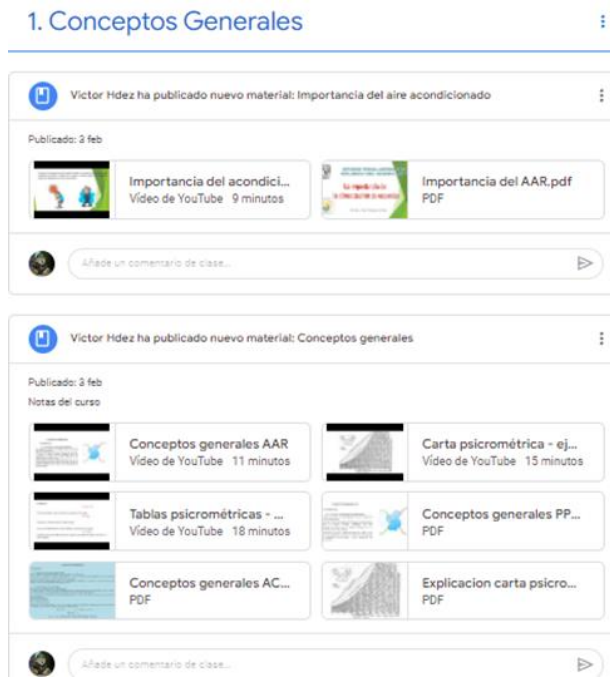 1. Conceptos Generales
Victor Hdez ha publicado nuevo material: Importancia del aire acondicionado
Publicado: 3 feb
Importancia del acondici...
Vídeo de YouTube 9 minutos
Importancia del AAR.pdf
PDF
Añade un comentario de clase...
Victor Hdez ha publicado nuevo material: Conceptos generales
Publicado: 3 feb
Notas del curso
Conceptos generales AAR
Vídeo de YouTube 11 minutos
Carta psicrométrica - ej...
Vídeo de YouTube 15 minutos
Tablas psicrométricas - ...
Vídeo de YouTube 18 minutos
Conceptos generales PP...
PDF
Conceptos generales AC...
PDF
Explicacion carta psicro...
PDF
Añade un comentario de clase...